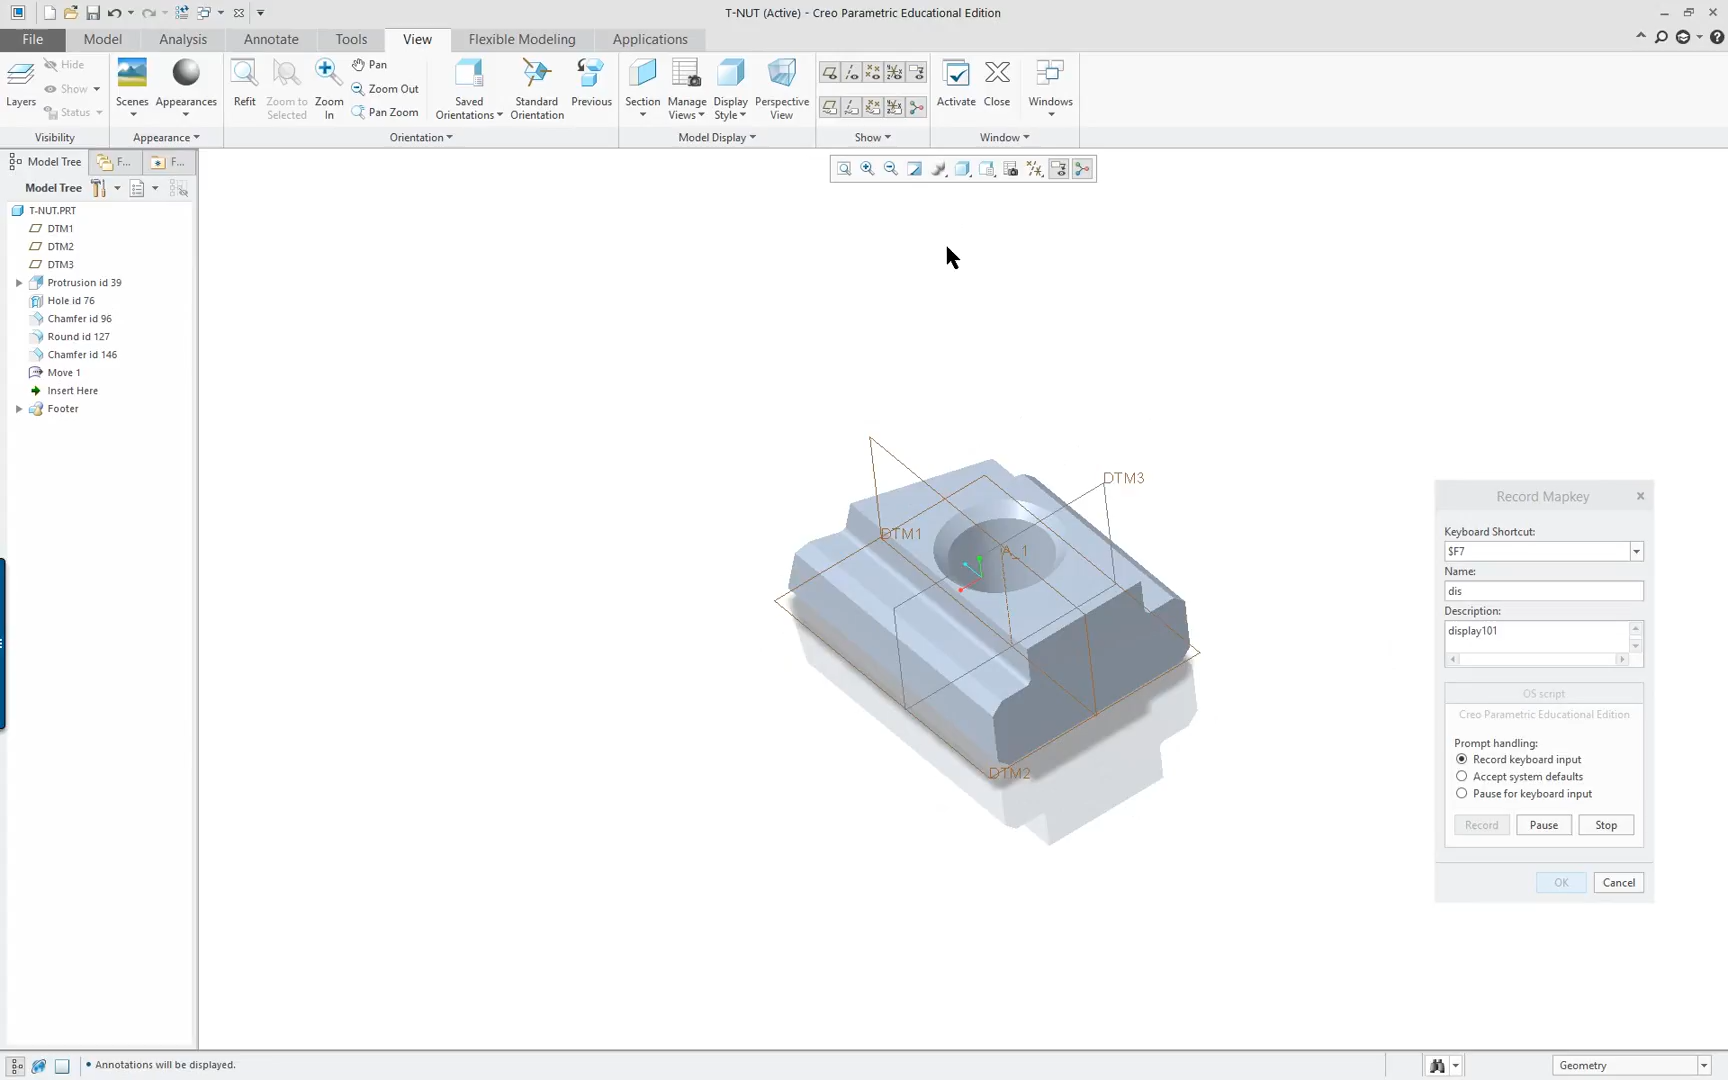 T-NUT (Active) - Creo Parametric Educational Edition
File Model Analysis Annotate Tools View Flexible Modeling Applications
Hide
Show
Status
Layers
Visibility
Scenes
Appearances
Appearance
Refit
Zoom to Selected
Zoom In
Pan
Zoom Out
Pan Zoom
Saved Orientations
Standard Orientation
Previous
Orientation
Section
Manage Views
Display Style
Perspective View
Model Display
Show
Activate
Close
Windows
Window
Model Tree F... F...
Model Tree
T-NUT.PRT
DTM1
DTM2
DTM3
Protrusion id 39
Hole id 76
Chamfer id 96
Round id 127
Chamfer id 146
Move 1
Insert Here
Footer
DTM3
DTM1
A_1
DTM2
Record Mapkey
Keyboard Shortcut:
$F7
Name:
dis
Description:
display101
OS script
Creo Parametric Educational Edition
Prompt handling:
Record keyboard input
Accept system defaults
Pause for keyboard input
Record Pause Stop
OK Cancel
• Annotations will be displayed.
Geometry